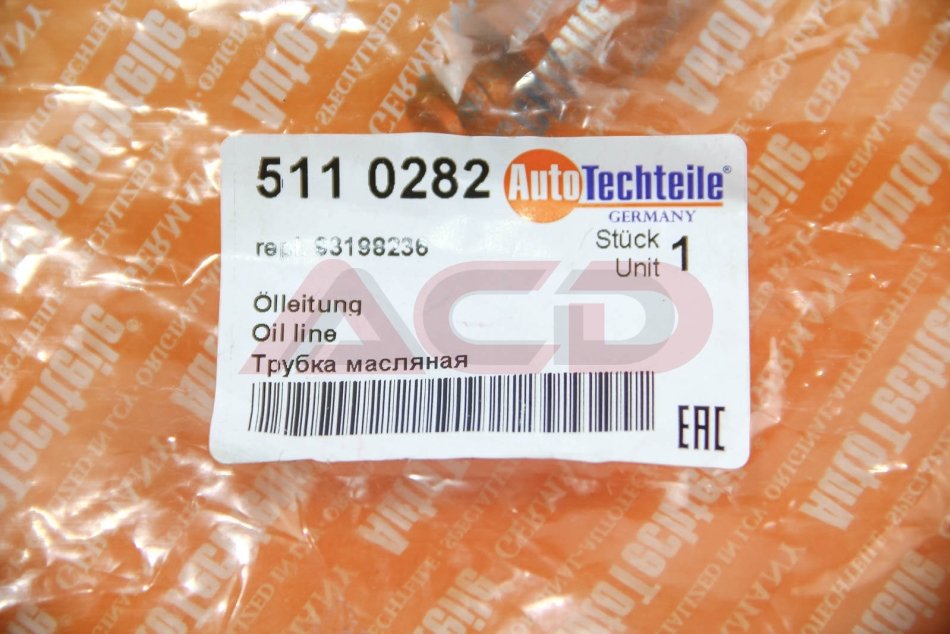 511 0282
AutoTechteile®
GERMANY
repl. 93198236
Stück
Unit
1
Ölleitung
Oil line
Трубка масляная
EAC
ACD